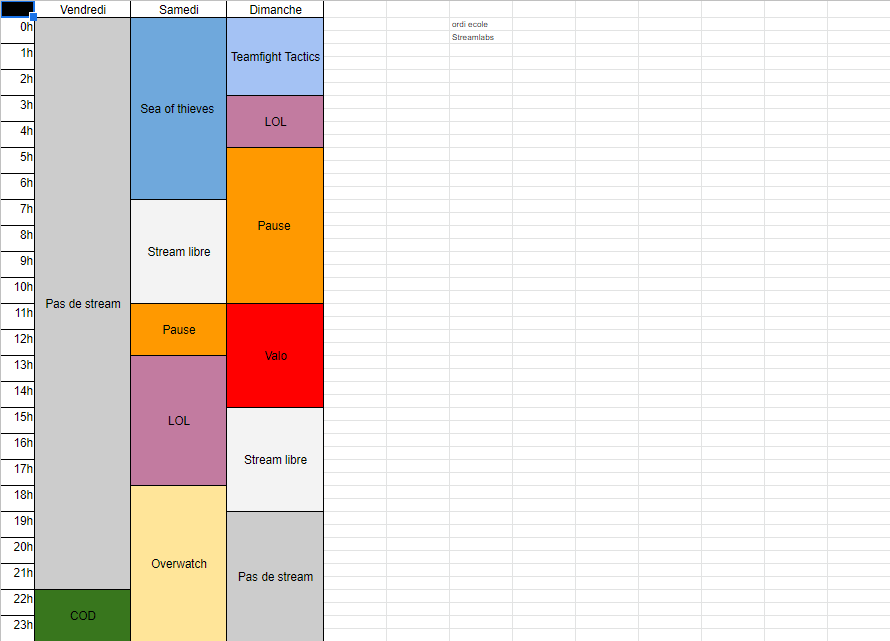 Vendredi Samedi Dimanche
0h ordi ecole
Streamlabs
1h Teamfight Tactics
2h
3h Sea of thieves
4h LOL
5h
6h
7h Pause
8h Stream libre
9h
10h Pas de stream
11h
12h Pause Valo
13h
14h LOL
15h
16h Stream libre
17h
18h
19h
20h Overwatch Pas de stream
21h
22h COD
23h